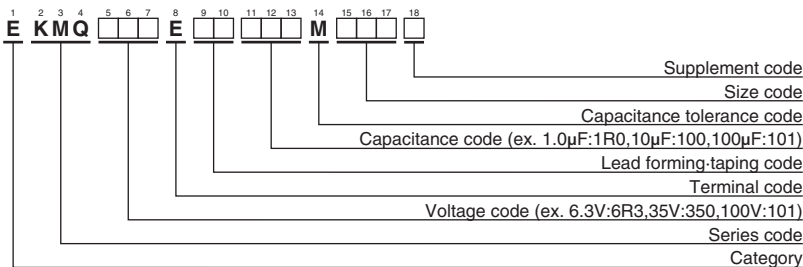 1 2 3 4 5 6 7 8 9 10 11 12 13 14 15 16 17 18
E KMQ E M
Supplement code
Size code
Capacitance tolerance code
Capacitance code (ex. 1.0µF:1R0,10µF:100,100µF:101)
Lead forming·taping code
Terminal code
Voltage code (ex. 6.3V:6R3,35V:350,100V:101)
Series code
Category